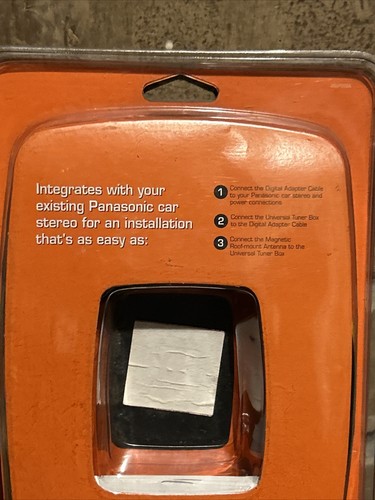 Integrates with your
existing Panasonic car
stereo for an installation
that's as easy as:
1 Connect the Digital Adapter Cable
to your Panasonic car stereo and
power connections
2 Connect the Universal Tuner Box
to the Digital Adapter Cable
3 Connect the Magnetic
Roofmount Antenna to the
Universal Tuner Box